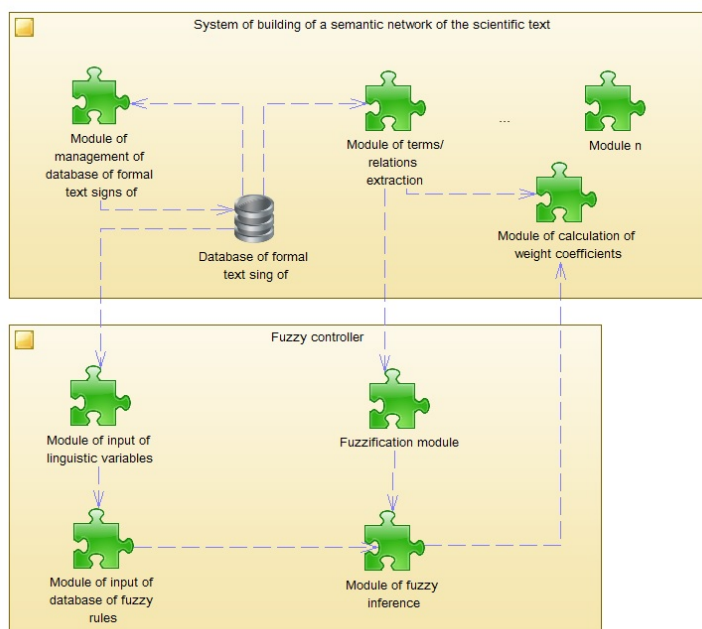 System of building of a semantic network of the scientific text
Module of
management of
database of formal
text signs of
Module of terms/
relations
extraction
...
Module n
Database of formal
text sing of
Module of calculation of
weight coefficients
Fuzzy controller
Module of input of
linguistic variables
Fuzzification module
Module of input of
database of fuzzy
rules
Module of fuzzy
inference